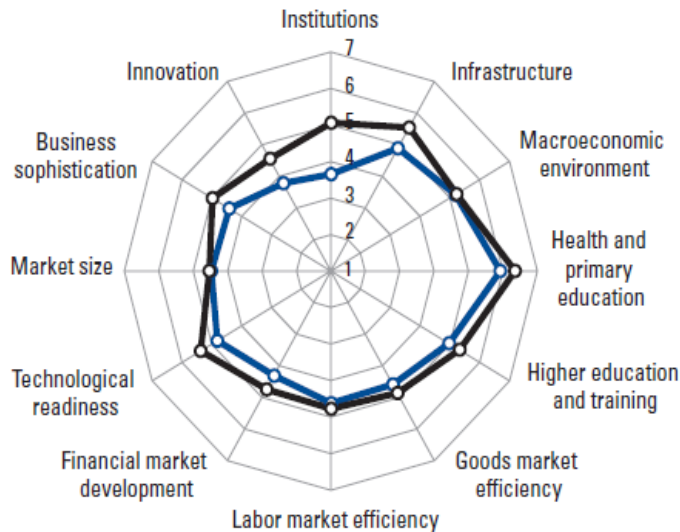 Institutions
7
6
5
4
3
2
1
Infrastructure
Macroeconomic
environment
Health and
primary
education
Higher education
and training
Goods market
efficiency
Labor market efficiency
Financial market
development
Technological
readiness
Market size
Business
sophistication
Innovation